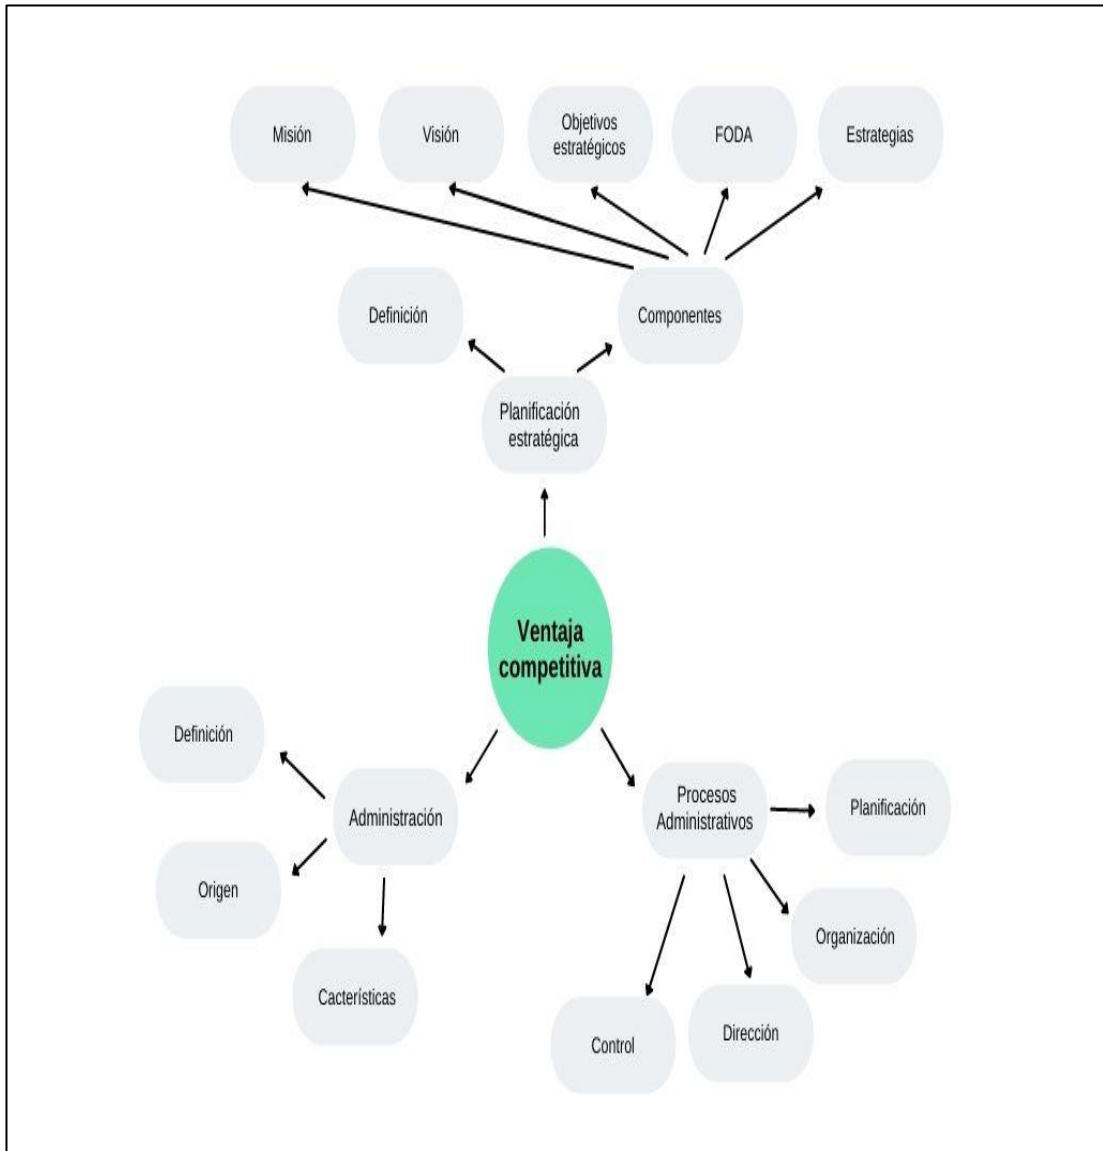 Misión
Visión
Objetivos
estratégicos
FODA
Estrategias
Definición
Componentes
Planificación
estratégica
Ventaja
competitiva
Definición
Administración
Origen
Cacterísticas
Procesos
Administrativos
Planificación
Organización
Dirección
Control